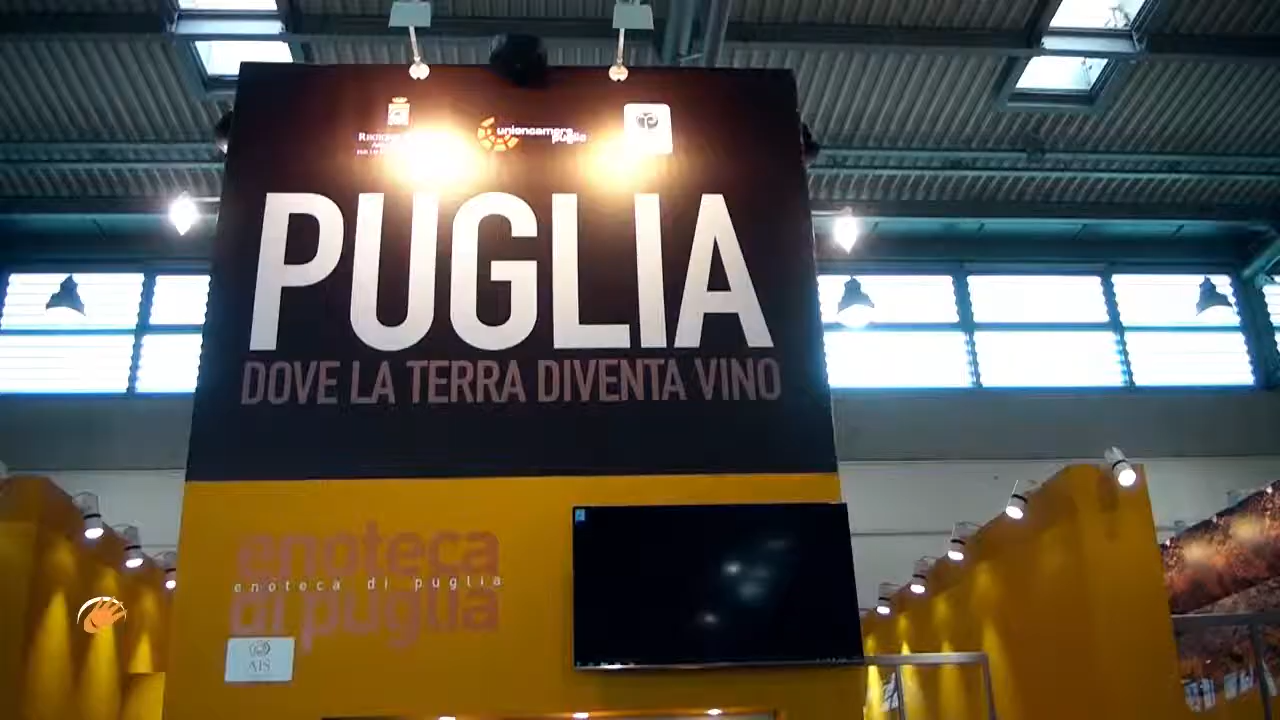 unioncamere
puglia
PUGLIA
DOVE LA TERRA DIVENTA VINO
enoteca
enoteca di puglia
di puglia
AIS